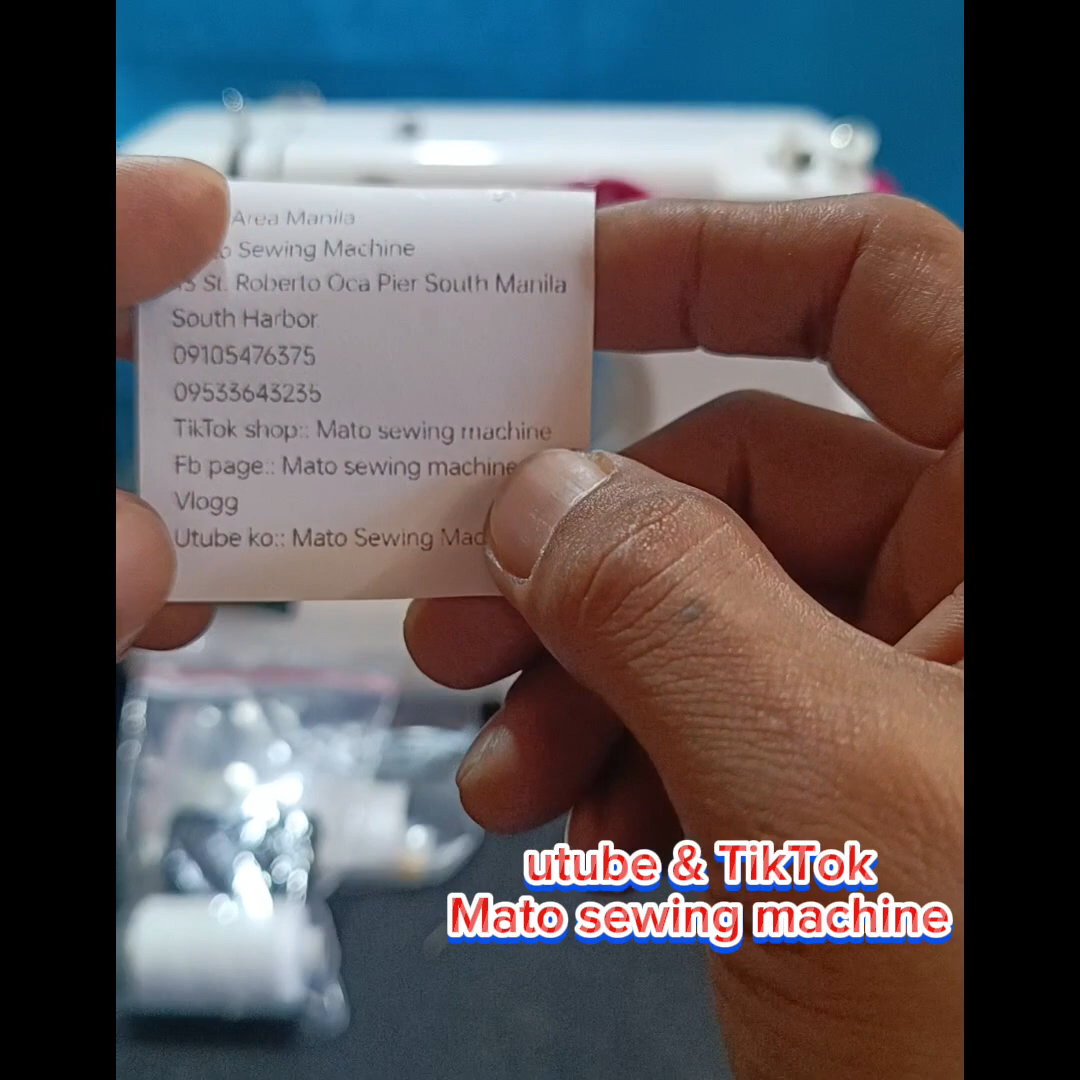 Area Manila
Sewing Machine
St. Roberto Oca Pier South Manila
South Harbor
09105476375
09533643235
TikTok shop:: Mato sewing machine
Fb page:: Mato sewing machine
Vlogg
Utube ko:: Mato Sewing
utube & TikTok
Mato sewing machine